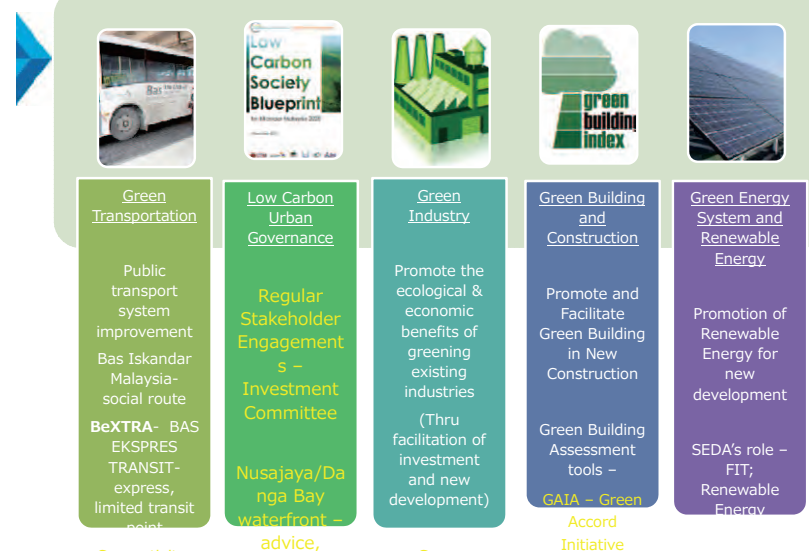 Bas
Low
Carbon
Society
Blueprint
green
building
index
Green
Transportation
Public
transport
system
improvement
Bas Iskandar
Malaysia-
social route
BeXTRA- BAS
EKSPRES
TRANSIT-
express,
limited transit
point
Low Carbon
Urban
Governance
Regular
Stakeholder
Engagement
s –
Investment
Committee
Nusajaya/Da
nga Bay
waterfront –
advice,
Green
Industry
Promote the
ecological &
economic
benefits of
greening
existing
industries
(Thru
facilitation of
investment
and new
development)
Green Building
and
Construction
Promote and
Facilitate
Green Building
in New
Construction
Green Building
Assessment
tools –
GAIA – Green
Accord
Initiative
Green Energy
System and
Renewable
Energy
Promotion of
Renewable
Energy for
new
development
SEDA's role –
FIT;
Renewable
Energy